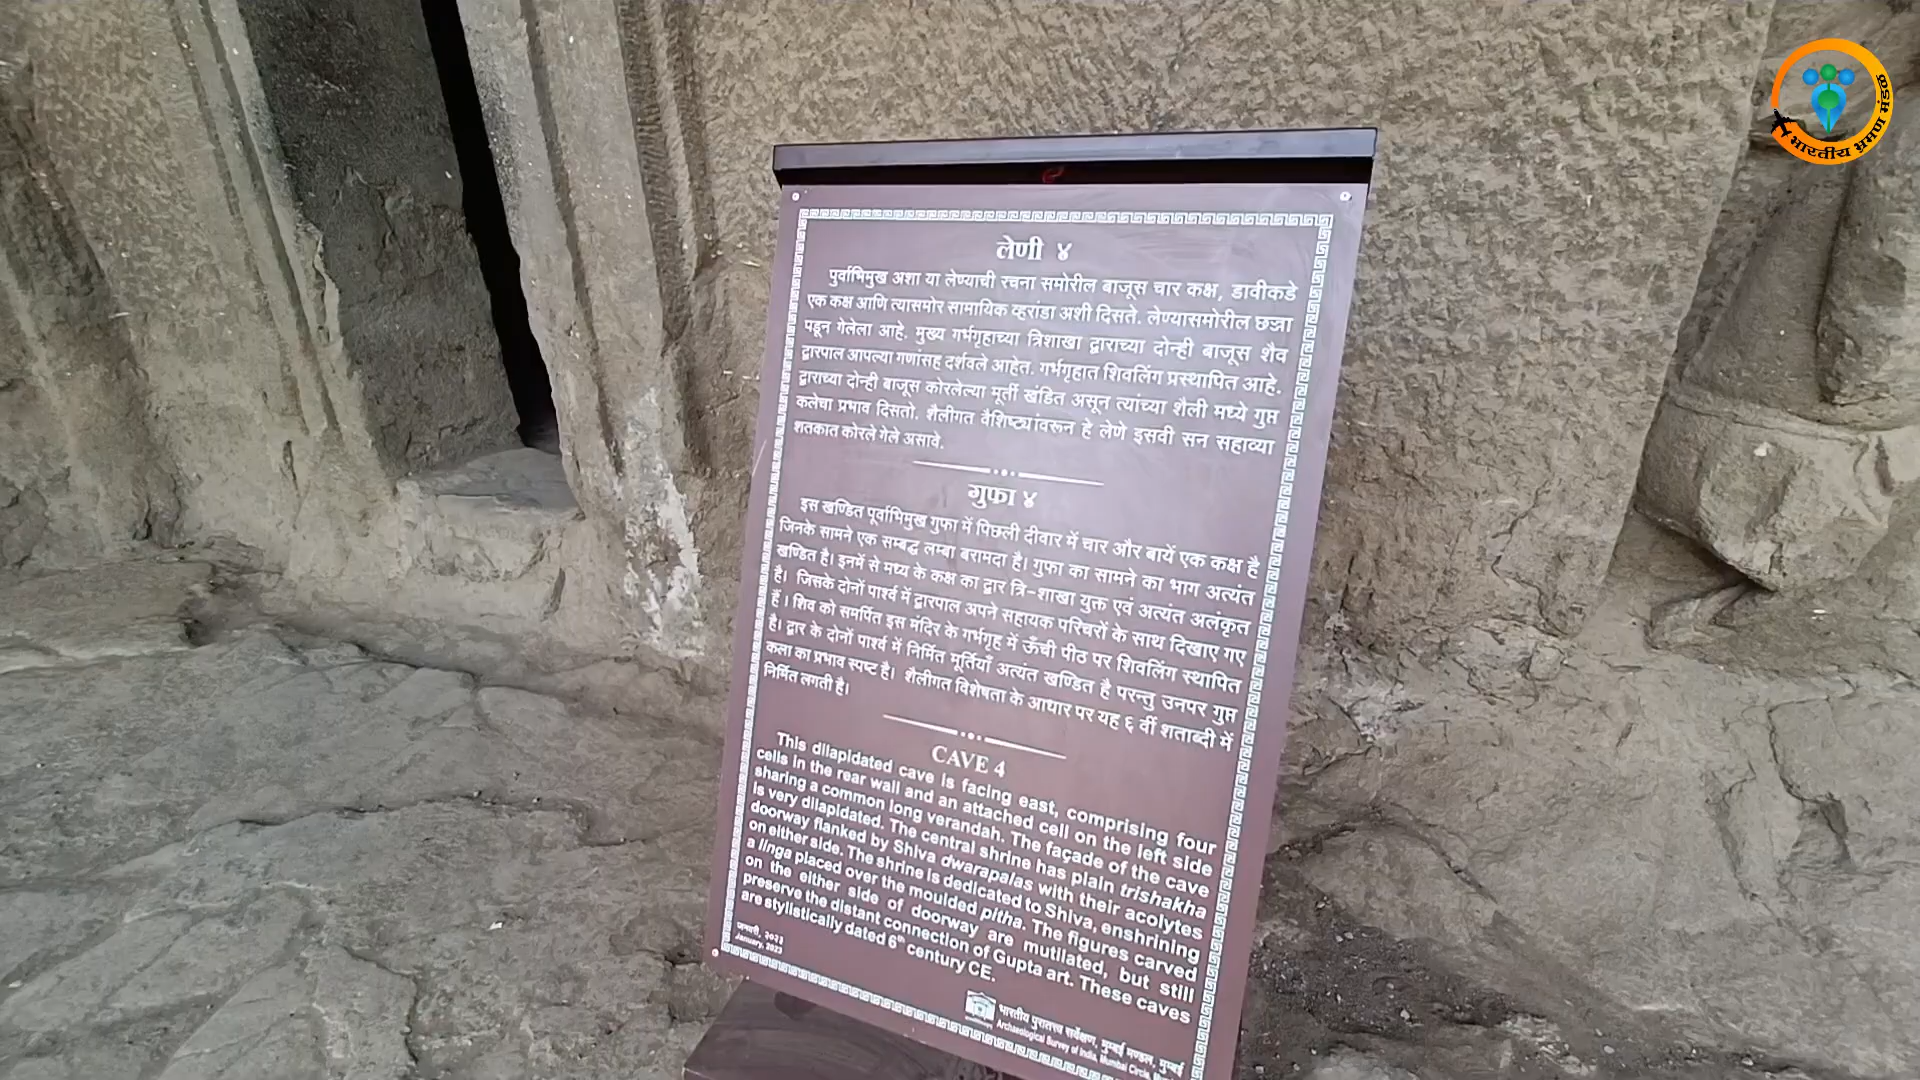 लेणी ४
पुर्वाभिमुख अशा या लेण्याची रचना समोरील बाजूस चार कक्ष, डावीकडे
एक कक्ष आणि त्यासमोर सामायिक व्हरांडा अशी दिसते. लेण्यासमोरील छज्जा
पडून गेलेला आहे. मुख्य गर्भगृहाच्या त्रिशाखा द्वाराच्या दोन्ही बाजूस शैव
द्वारपाल आपल्या गणांसह दर्शवले आहेत. गर्भगृहात शिवलिंग प्रस्थापित आहे.
द्वाराच्या दोन्ही बाजूस कोरलेल्या मूर्ती खंडित असून त्यांच्या शैली मध्ये गुप्त
कलेचा प्रभाव दिसतो. शैलीगत वैशिष्ट्यांवरून हे लेणे इसवी सन सहाव्या
शतकात कोरले गेले असावे.
गुफा ४
इस खण्डित पूर्वाभिमुख गुफा में पिछली दीवार में चार और बायें एक कक्ष है
जिनके सामने एक सम्बद्ध लम्बा बरामदा है। गुफा का सामने का भाग अत्यंत
खण्डित है। इनमें से मध्य के कक्ष का द्वार त्रि-शाखा युक्त एवं अत्यंत अलंकृत
है। जिसके दोनों पार्श्व में द्वारपाल अपने सहायक परिचरों के साथ दिखाए गए
हैं। शिव को समर्पित इस मंदिर के गर्भगृह में ऊँची पीठ पर शिवलिंग स्थापित
है। द्वार के दोनों पार्श्व में निर्मित मूर्तियाँ अत्यंत खण्डित है परन्तु उनपर गुप्त
कला का प्रभाव स्पष्ट है। शैलीगत विशेषता के आधार पर यह ६ वीं शताब्दी में
निर्मित लगती है।
CAVE 4
This dilapidated cave is facing east, comprising four
cells in the rear wall and an attached cell on the left side
sharing a common long verandah. The façade of the cave
is very dilapidated. The central shrine has plain trishakha
doorway flanked by Shiva dwarapalas with their acolytes
on either side. The shrine is dedicated to Shiva, enshrining
a linga placed over the moulded pitha. The figures carved
on the either side of doorway are mutilated, but still
preserve the distant connection of Gupta art. These caves
are stylistically dated 6th century CE.
जनवरी, २०२३
January, 2023
भारतीय पुरातत्त्व सर्वेक्षण, मुम्बई मण्डल, मुम्बई
Archaeological Survey of India, Mumbai Circle,
भारतीय भ्रमण मंडळ